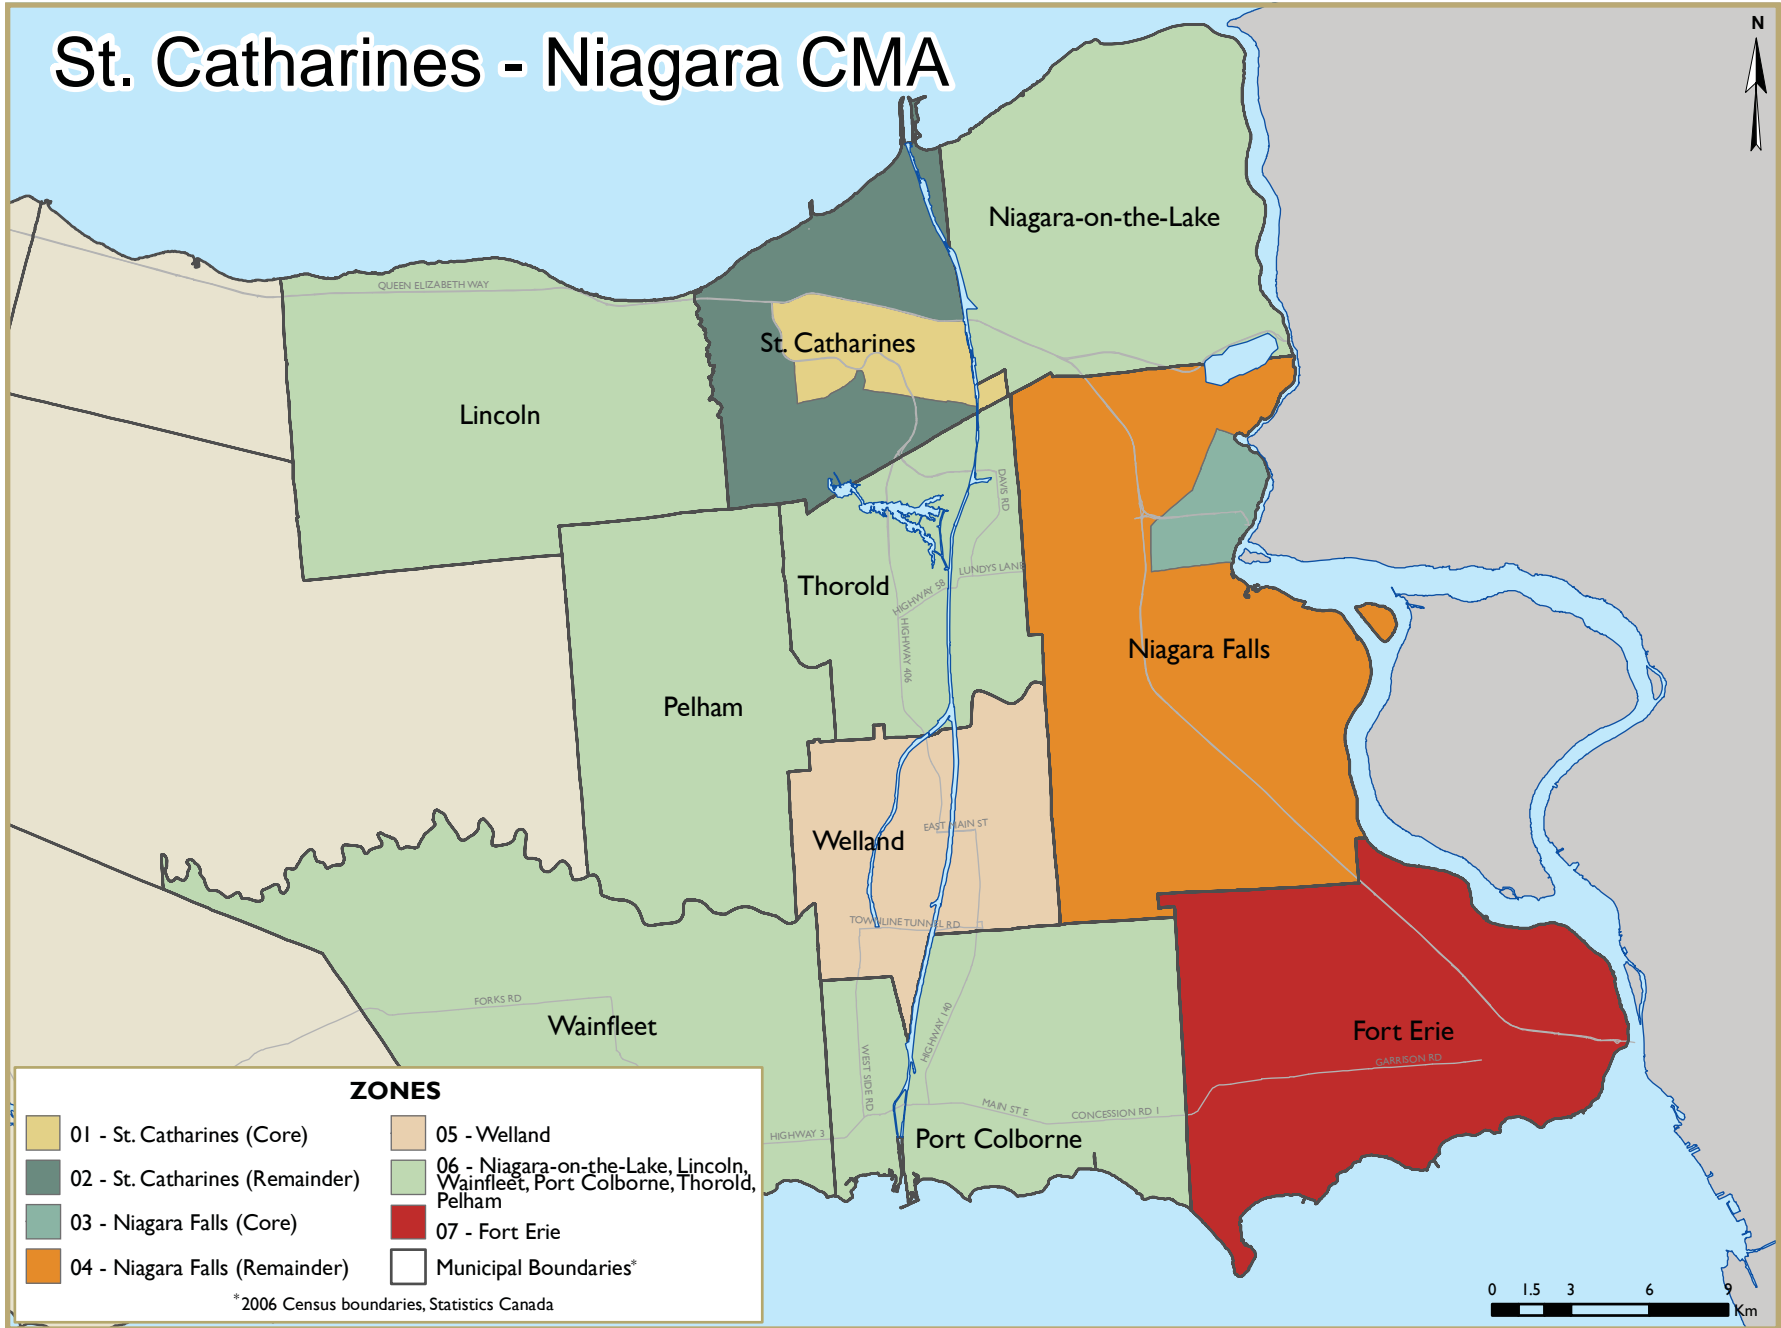 St. Catharines - Niagara CMA
N
Niagara-on-the-Lake
QUEEN ELIZABETH WAY
St. Catharines
Lincoln
DAVIS RD
LUNDYS LANE
Thorold
HIGHWAY 58
HIGHWAY 406
Niagara Falls
Pelham
EAST MAIN ST
Welland
TOWNLINE TUNNEL RD
FORKS RD
Wainfleet
HIGHWAY 140
WEST SIDE RD
Fort Erie
GARRISON RD
MAIN ST E
CONCESSION RD 1
HIGHWAY 3
Port Colborne
ZONES
01 - St. Catharines (Core)
02 - St. Catharines (Remainder)
03 - Niagara Falls (Core)
04 - Niagara Falls (Remainder)
05 - Welland
06 - Niagara-on-the-Lake, Lincoln,
Wainfleet, Port Colborne, Thorold,
Pelham
07 - Fort Erie
Municipal Boundaries*
*2006 Census boundaries, Statistics Canada
0 1.5 3 6 9
Km